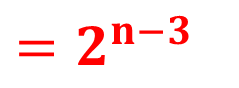 = 2^{n-3}